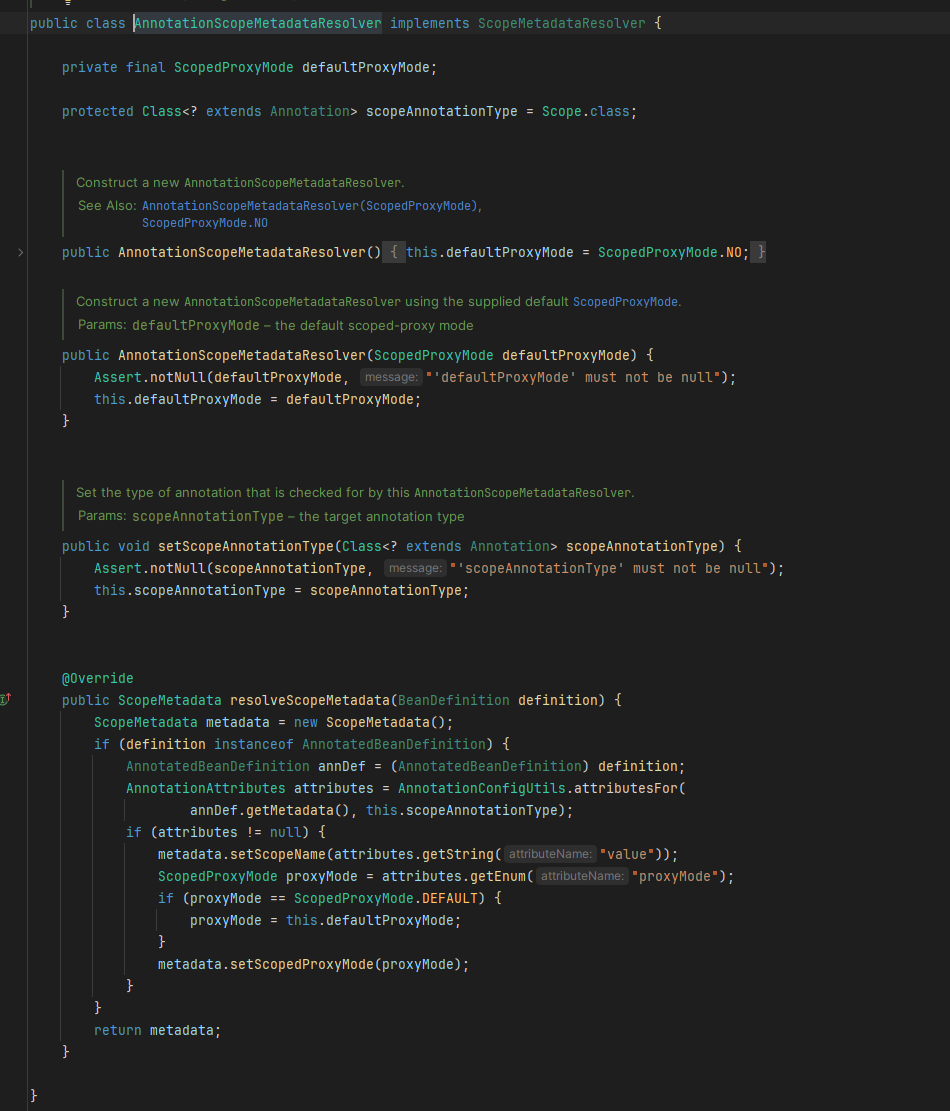 public class AnnotationScopeMetadataResolver implements ScopeMetadataResolver {
private final ScopedProxyMode defaultProxyMode;
protected Class<? extends Annotation> scopeAnnotationType = Scope.class;
Construct a new AnnotationScopeMetadataResolver.
See Also: AnnotationScopeMetadataResolver(ScopedProxyMode),
ScopedProxyMode.NO
public AnnotationScopeMetadataResolver() { this.defaultProxyMode = ScopedProxyMode.NO; }
Construct a new AnnotationScopeMetadataResolver using the supplied default ScopedProxyMode.
Params: defaultProxyMode – the default scoped-proxy mode
public AnnotationScopeMetadataResolver(ScopedProxyMode defaultProxyMode) {
Assert.notNull(defaultProxyMode, message: "'defaultProxyMode' must not be null");
this.defaultProxyMode = defaultProxyMode;
}
Set the type of annotation that is checked for by this AnnotationScopeMetadataResolver.
Params: scopeAnnotationType – the target annotation type
public void setScopeAnnotationType(Class<? extends Annotation> scopeAnnotationType) {
Assert.notNull(scopeAnnotationType, message: "'scopeAnnotationType' must not be null");
this.scopeAnnotationType = scopeAnnotationType;
}
@Override
public ScopeMetadata resolveScopeMetadata(BeanDefinition definition) {
ScopeMetadata metadata = new ScopeMetadata();
if (definition instanceof AnnotatedBeanDefinition) {
AnnotatedBeanDefinition annDef = (AnnotatedBeanDefinition) definition;
AnnotationAttributes attributes = AnnotationConfigUtils.attributesFor(
annDef.getMetadata(), this.scopeAnnotationType);
if (attributes != null) {
metadata.setScopeName(attributes.getString( attributeName: "value"));
ScopedProxyMode proxyMode = attributes.getEnum( attributeName: "proxyMode");
if (proxyMode == ScopedProxyMode.DEFAULT) {
proxyMode = this.defaultProxyMode;
}
metadata.setScopedProxyMode(proxyMode);
}
}
return metadata;
}
}